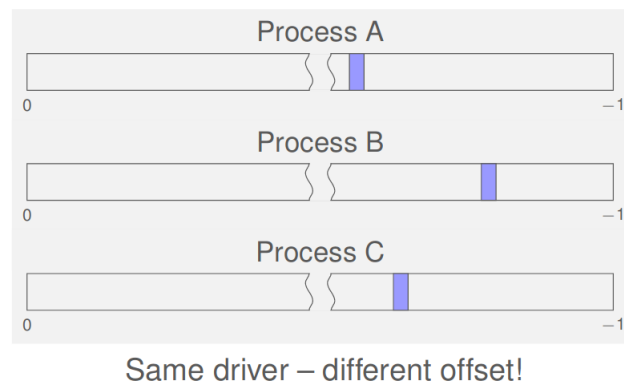 Process A
0
−1
Process B
0
−1
Process C
0
−1
Same driver – different offset!